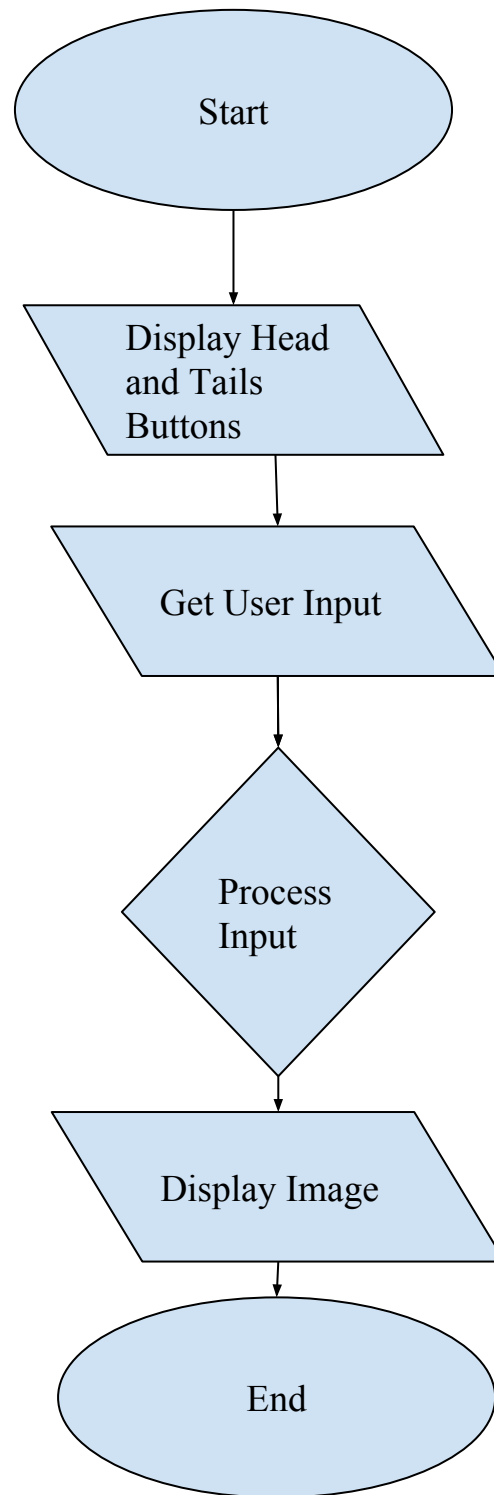 Start
Display Head
and Tails
Buttons
Get User Input
Process
Input
Display Image
End